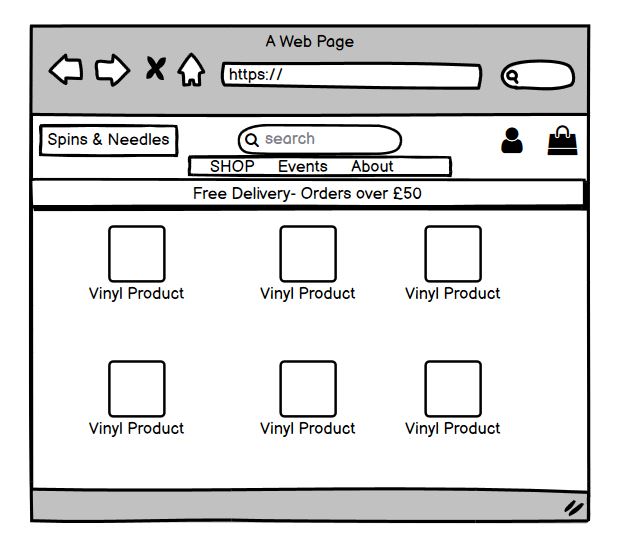 A Web Page
https://
Spins & Needles
search
SHOP Events About
Free Delivery- Orders over £50
Vinyl Product Vinyl Product Vinyl Product
Vinyl Product Vinyl Product Vinyl Product